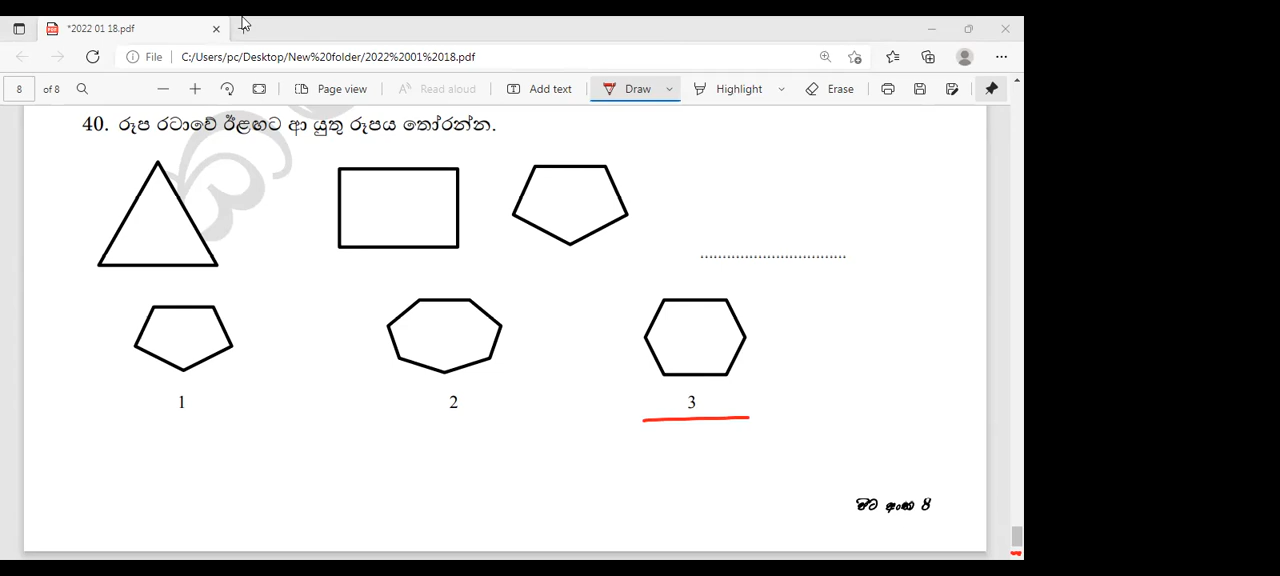 *2022 01 18.pdf
File C:/Users/pc/Desktop/New%20folder/2022%2001%2018.pdf
8 of 8 Page view Read aloud Add text Draw Highlight Erase
40. රූප රටාවේ ඊළඟට ආ යුතු රූපය තෝරන්න.
..............................
1 2 3
පිට අංක 8